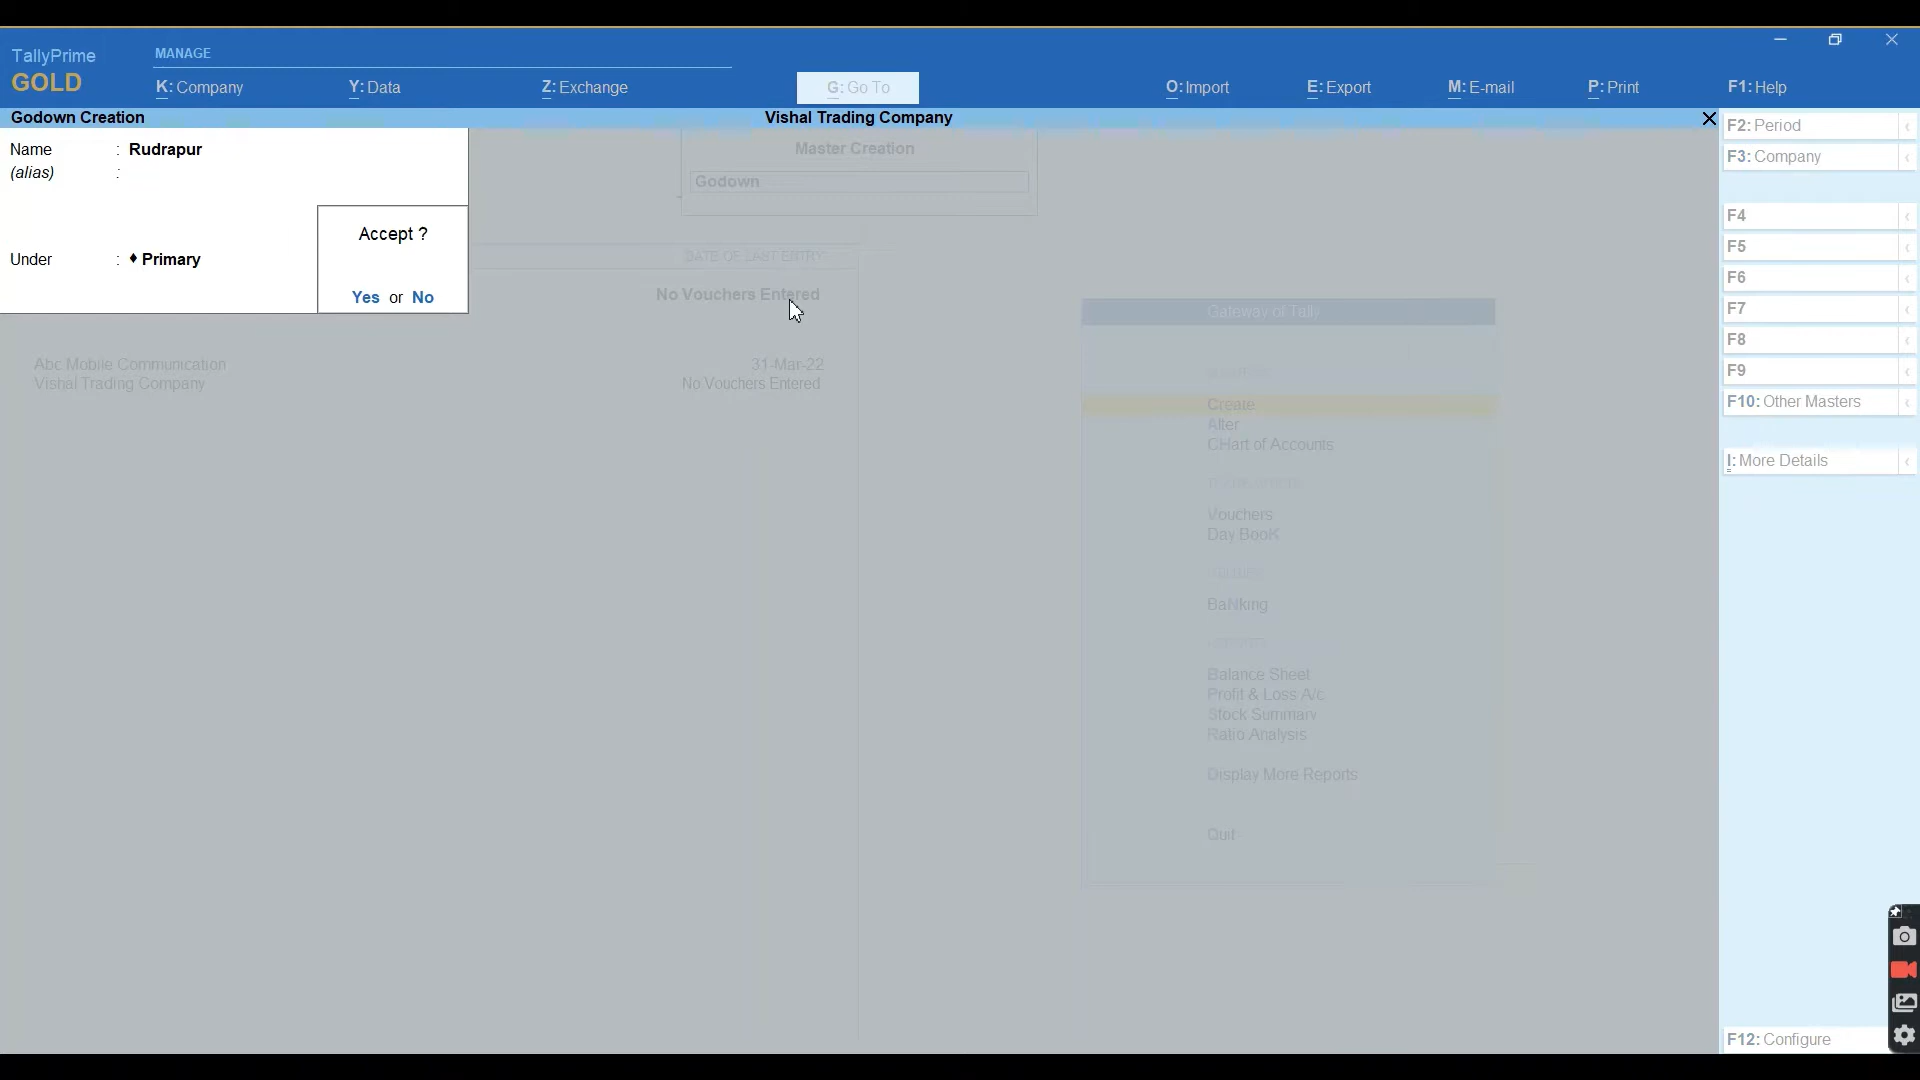 TallyPrime
GOLD
MANAGE
K: Company
Y: Data
Z: Exchange
G: Go To
O: Import
E: Export
M: E-mail
P: Print
F1: Help
Godown Creation
Vishal Trading Company
Name : Rudrapur
(alias) :
Under : ♦ Primary
Accept ?
Yes or No
Master Creation
Godown
DATE OF LAST ENTRY
No Vouchers Entered
Abc Mobile Communication 31-Mar-22
Vishal Trading Company No Vouchers Entered
Gateway of Tally
Create
Alter
CHart of Accounts
Vouchers
Day BooK
BaNking
Balance Sheet
Profit & Loss A/c
Stock Summary
Ratio Analysis
Display More Reports
Quit
F2: Period
F3: Company
F4
F5
F6
F7
F8
F9
F10: Other Masters
I: More Details
F12: Configure